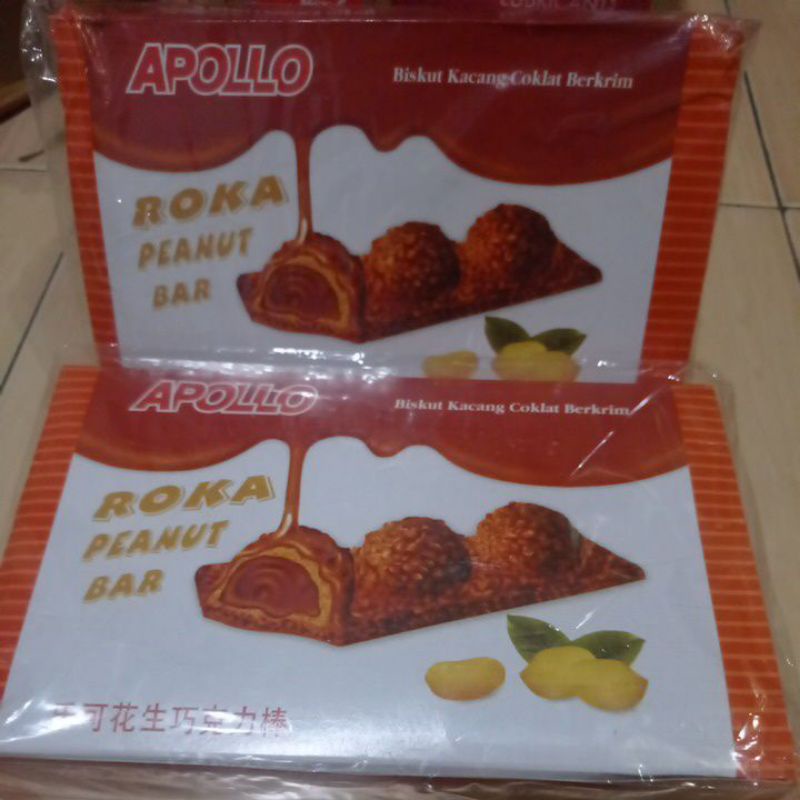 APOLLO
Biskut Kacang Coklat Berkrim
ROKA
PEANUT
BAR
APOLLO
Biskut Kacang Coklat Berkrim
ROKA
PEANUT
BAR
可花生巧克力棒